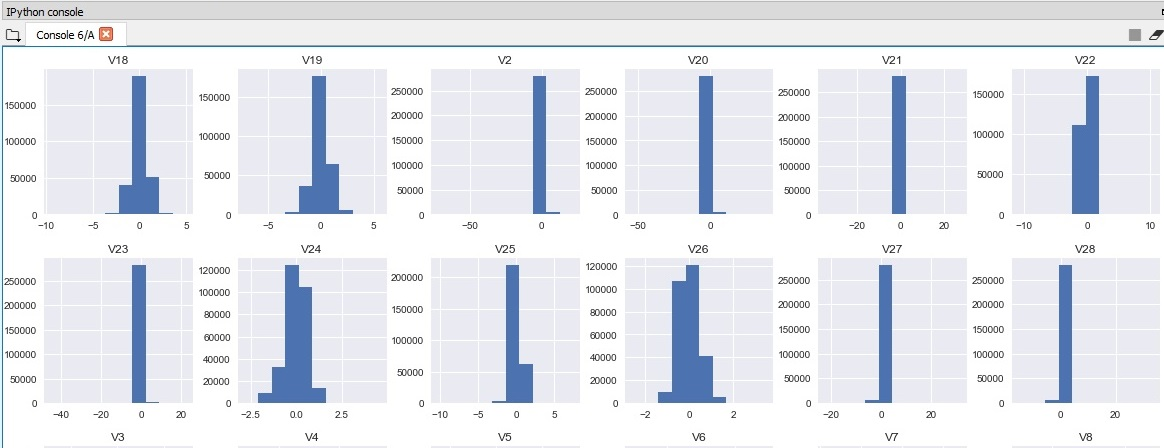 IPython console
Console 6/A
V18 V19 V2 V20 V21 V22
150000 150000 250000 250000 250000 150000
200000 200000 200000
100000 100000 150000 150000 150000 100000
50000 50000 100000 100000 100000 50000
50000 50000 50000
0 0 0 0 0 0
−10 −5 0 5 −5 0 5 −50 0 −50 0 −20 0 20 −10 0 10
V23 V24 V25 V26 V27 V28
250000 120000 200000 120000 250000 250000
200000 100000 100000 200000 200000
150000 80000 150000 80000 150000 150000
100000 60000 100000 60000 100000 100000
40000 40000
50000 20000 50000 20000 50000 50000
0 0 0 0 0 0
−40 −20 0 20 −2.5 0.0 2.5 −10 −5 0 5 −2 0 2 −20 0 20 0 20
V3 V4 V5 V6 V7 V8